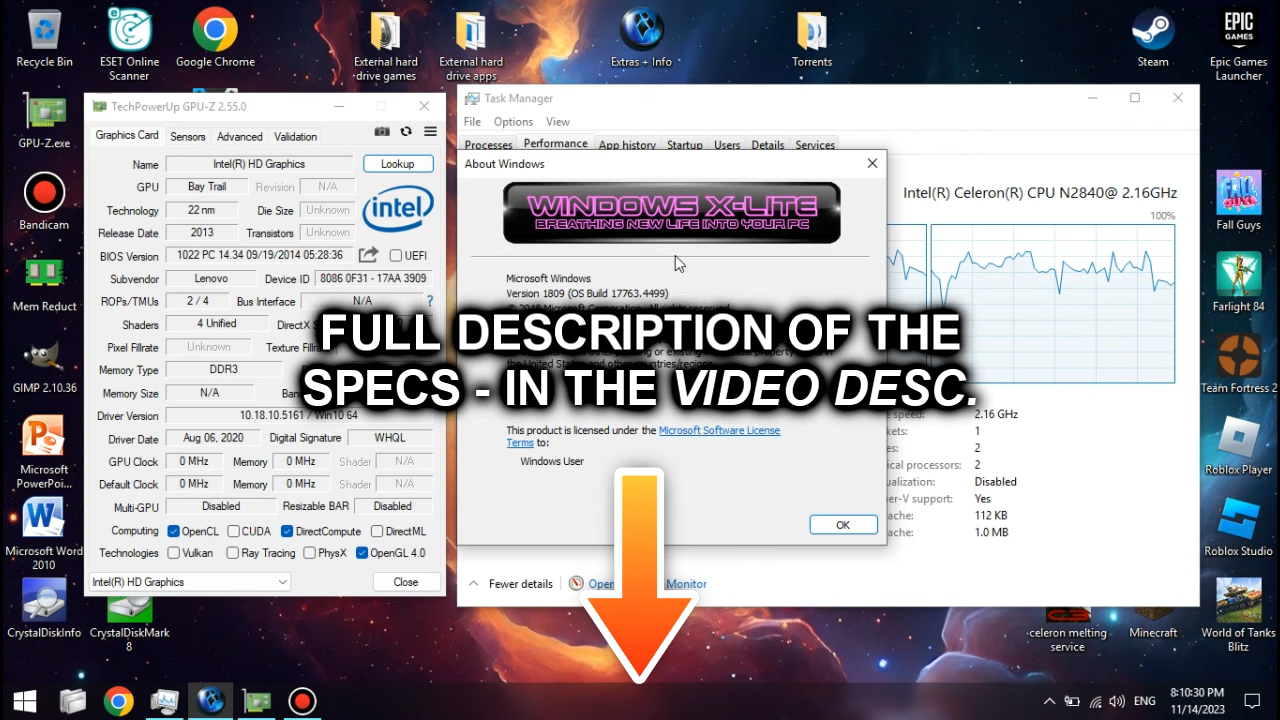 Recycle Bin
ESET Online
Scanner
Google Chrome
External hard
drive games
External hard
drive apps
Extras + Info
Torrents
Steam
EPIC
GAMES
Epic Games
Launcher
GPU-Z.exe
Bandicam
Mem Reduct
GIMP 2.10.36
Microsoft
PowerPoi...
Microsoft Word
2010
CrystalDiskInfo
CrystalDiskMark
8
TechPowerUp GPU-Z 2.55.0
Graphics Card Sensors Advanced Validation
Name Intel(R) HD Graphics Lookup
GPU Bay Trail Revision N/A
intel
Technology 22 nm Die Size Unknown
Release Date 2013 Transistors Unknown
BIOS Version 1022 PC 14.34 09/19/2014 05:28:36 UEFI
Subvendor Lenovo Device ID 8086 0F31 - 17AA 3909
ROPs/TMUs 2 / 4 Bus Interface N/A ?
Shaders 4 Unified DirectX
Pixel Fillrate Unknown Texture
Memory Type DDR3
Memory Size N/A
Driver Version 10.18.10.5161 / Win10 64
Driver Date Aug 06, 2020 Digital Signature WHQL
GPU Clock 0 MHz Memory 0 MHz Shader N/A
Default Clock 0 MHz Memory 0 MHz Shader N/A
Multi-GPU Disabled Resizable BAR Disabled
Computing OpenCL CUDA DirectCompute DirectML
Technologies Vulkan Ray Tracing PhysX OpenGL 4.0
Intel(R) HD Graphics Close
Task Manager
File Options View
Processes Performance App history Startup Users Details Services
Intel(R) Celeron(R) CPU N2840@ 2.16GHz
100%
speed: 2.16 GHz
1
2
processors: 2
Disabled
support: Yes
112 KB
1.0 MB
Fewer details Monitor
About Windows
WINDOWS X-LITE
BREATHING NEW LIFE INTO YOUR PC
Microsoft Windows
Version 1809 (OS Build 17763.4499)
This product is licensed under the Microsoft Software License
Terms to:
Windows User
OK
FULL DESCRIPTION OF THE
SPECS - IN THE VIDEO DESC.
Fall Guys
Farlight 84
Team Fortress 2
Roblox Player
Roblox Studio
celeron melting
service
Minecraft
World of Tanks
Blitz
ENG
8:10:30 PM
11/14/2023